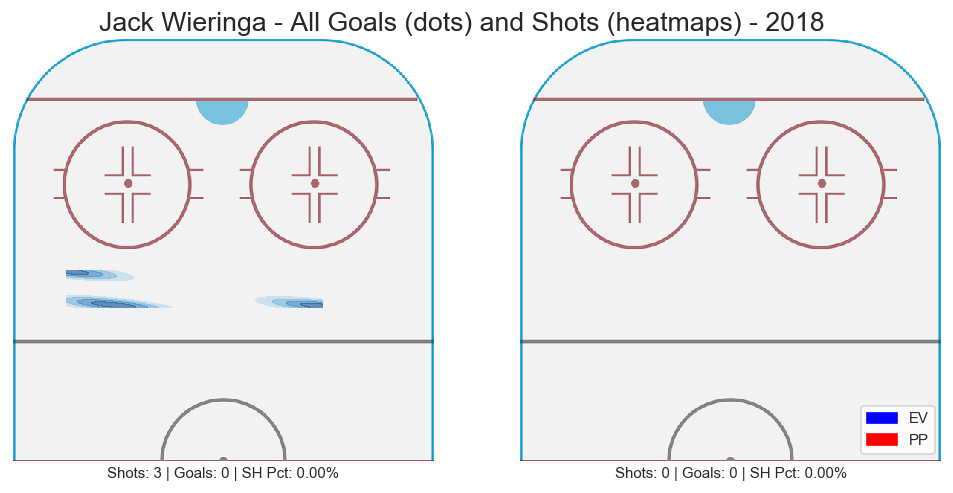 Jack Wieringa - All Goals (dots) and Shots (heatmaps) - 2018
EV
PP
Shots: 3 | Goals: 0 | SH Pct: 0.00%
Shots: 0 | Goals: 0 | SH Pct: 0.00%